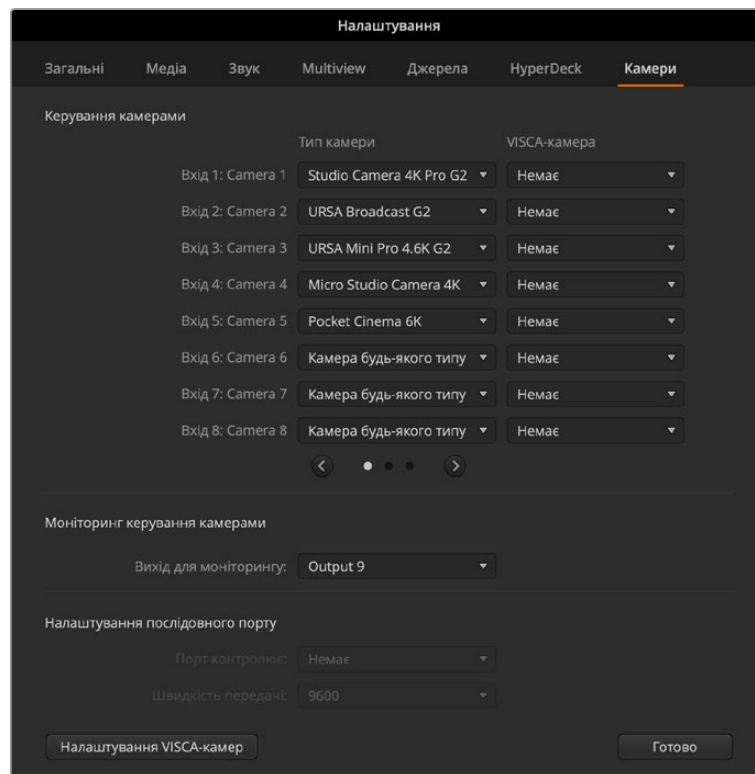 Налаштування
Загальні Медіа Звук Multiview Джерела HyperDeck Камери
Керування камерами
Тип камери VISCA-камера
Вхід 1: Camera 1 Studio Camera 4K Pro G2 Немає
Вхід 2: Camera 2 URSA Broadcast G2 Немає
Вхід 3: Camera 3 URSA Mini Pro 4.6K G2 Немає
Вхід 4: Camera 4 Micro Studio Camera 4K Немає
Вхід 5: Camera 5 Pocket Cinema 6K Немає
Вхід 6: Camera 6 Камера будь-якого типу Немає
Вхід 7: Camera 7 Камера будь-якого типу Немає
Вхід 8: Camera 8 Камера будь-якого типу Немає
Моніторинг керування камерами
Вихід для моніторингу: Output 9
Налаштування послідовного порту
Порт контролює: Немає
Швидкість передачі: 9600
Налаштування VISCA-камер Готово